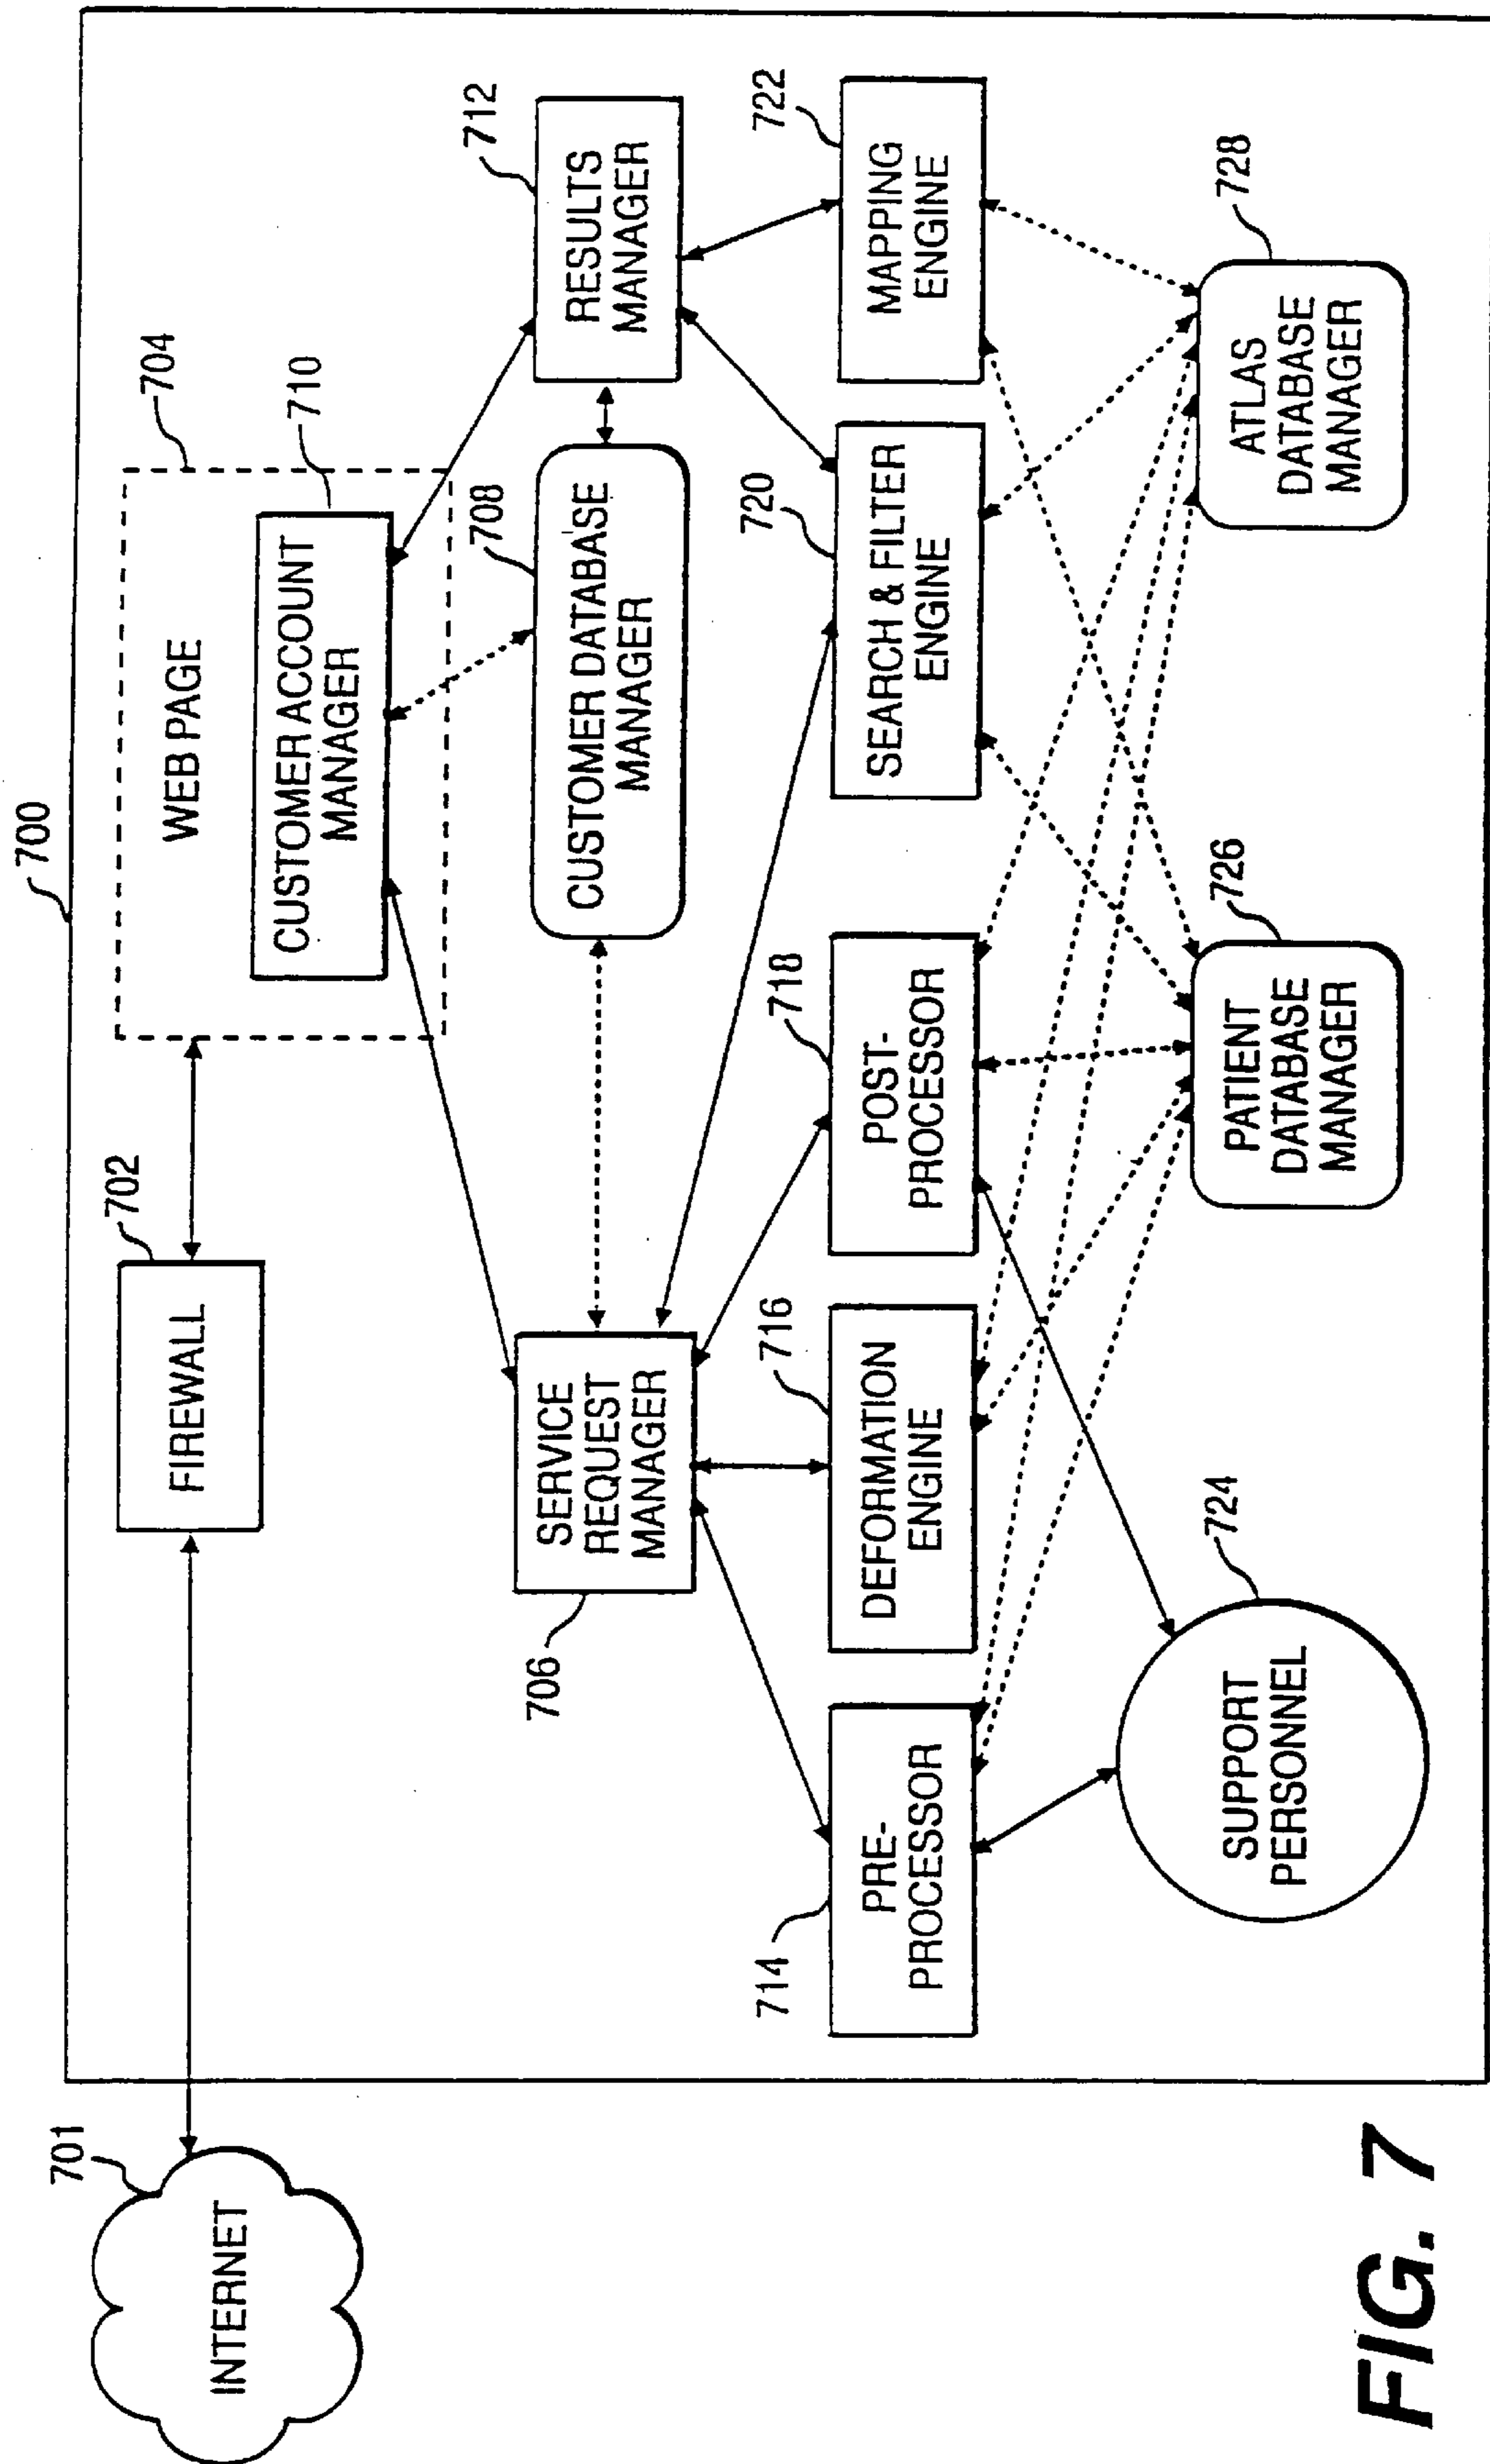 700
701
INTERNET
702
FIREWALL
704
WEB PAGE
710
CUSTOMER ACCOUNT
MANAGER
706
SERVICE
REQUEST
MANAGER
708
CUSTOMER DATABASE
MANAGER
712
RESULTS
MANAGER
714
PRE-
PROCESSOR
716
DEFORMATION
ENGINE
718
POST-
PROCESSOR
720
SEARCH & FILTER
ENGINE
722
MAPPING
ENGINE
724
SUPPORT
PERSONNEL
726
PATIENT
DATABASE
MANAGER
728
ATLAS
DATABASE
MANAGER
FIG. 7